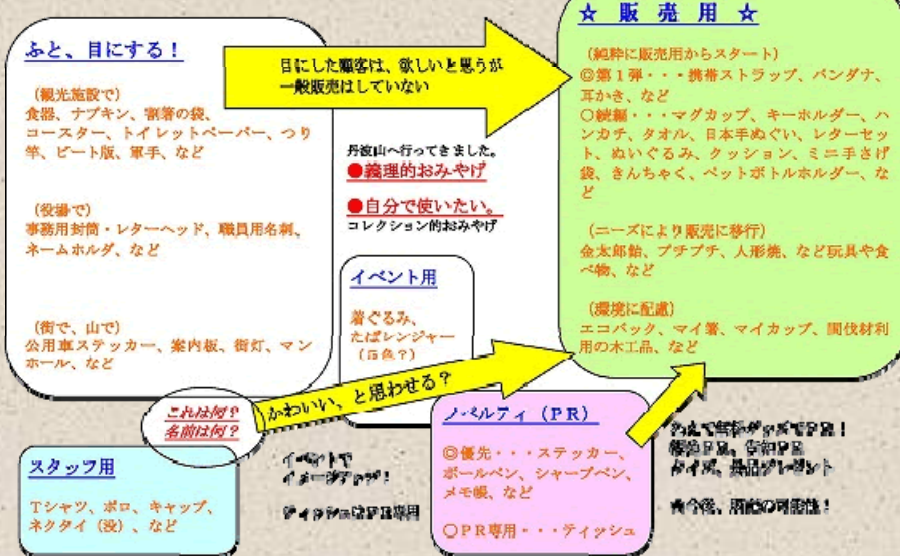 ふと、目にする！
（観光施設で）
食器、ナプキン、割箸の袋、
コースター、トイレットペーパー、つり
竿、ビート版、軍手、など
（役場で）
事務用封筒・レターヘッド、職員用名刺、
ネームホルダ、など
（街で、山で）
公用車ステッカー、案内板、街灯、マン
ホール、など
目にした顧客は、欲しいと思うが
一般販売はしていない
丹波山へ行ってきました。
●義理的おみやげ
●自分で使いたい。
コレクション的おみやげ
☆ 販 売 用 ☆
（純粋に販売用からスタート）
◎第１弾・・・携帯ストラップ、バンダナ、
耳かき、など
○続編・・・マグカップ、キーホルダー、ハ
ンカチ、タオル、日本手ぬぐい、レターセッ
ト、ぬいぐるみ、クッション、ミニ手さげ
袋、きんちゃく、ペットボトルホルダー、な
ど
（ニーズにより販売に移行）
金太郎飴、プチプチ、人形焼、など玩具や食
べ物、など
（環境に配慮）
エコバック、マイ箸、マイカップ、間伐材利
用の木工品、など
イベント用
着ぐるみ、
たばレンジャー
（５色？）
かわいい、と思わせる？
これは何？
名前は何？
スタッフ用
Ｔシャツ、ポロ、キャップ、
ネクタイ（没）、など
イベントで
イメージアップ！
ティッシュはＰＲ専用
ノベルティ（ＰＲ）
◎優先・・・ステッカー、
ボールペン、シャープペン、
メモ帳、など
○ＰＲ専用・・・ティッシュ